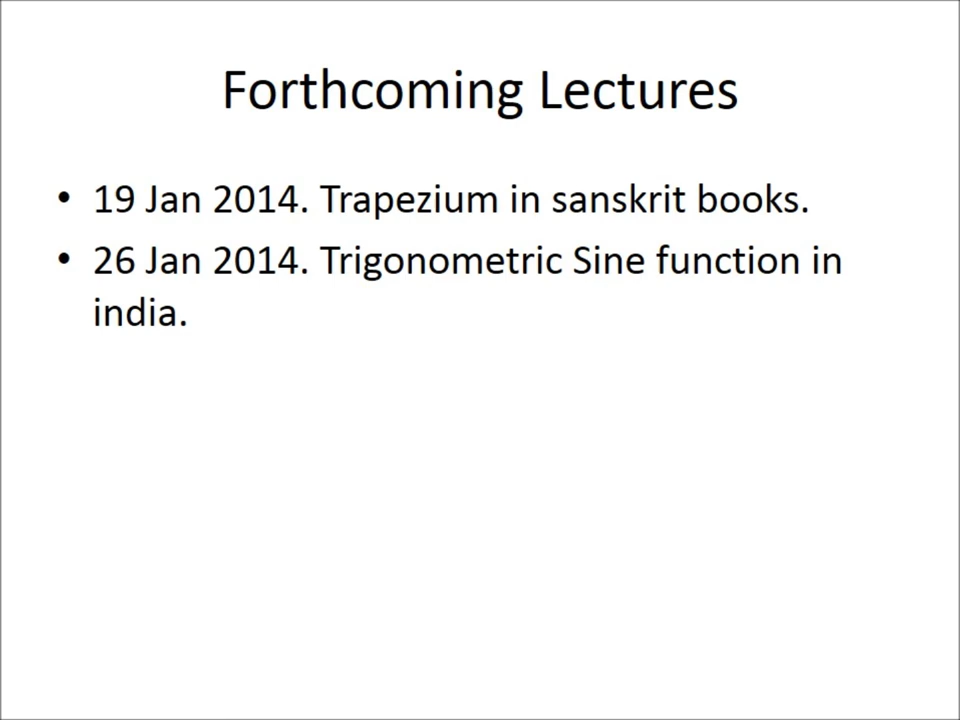 Forthcoming Lectures
• 19 Jan 2014. Trapezium in sanskrit books.
• 26 Jan 2014. Trigonometric Sine function in
india.